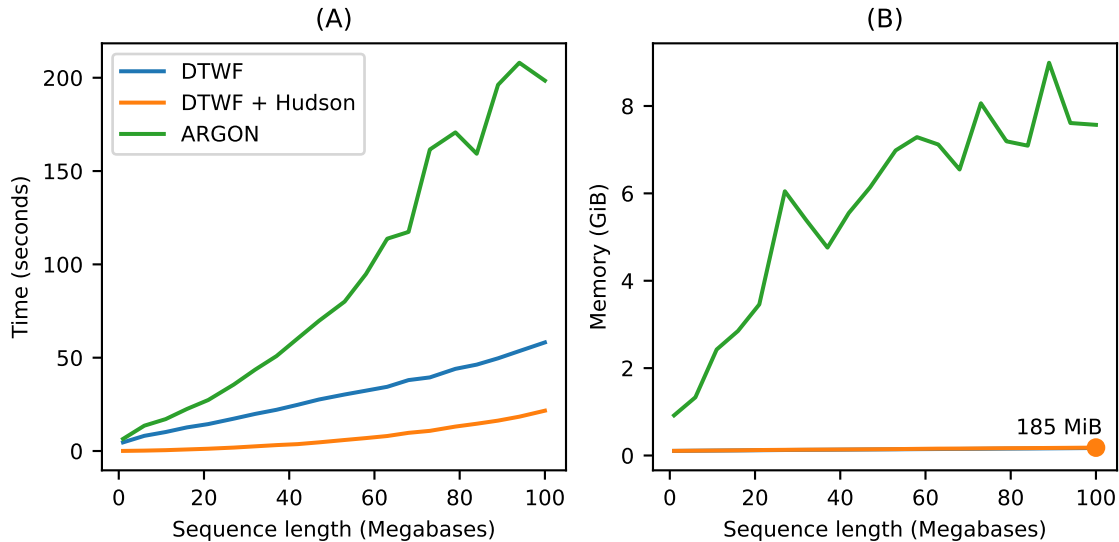 (A)
(B)
DTWF
DTWF + Hudson
ARGON
Time (seconds)
200
150
100
50
0
0 20 40 60 80 100
Sequence length (Megabases)
Memory (GiB)
8
6
4
2
0
185 MiB
0 20 40 60 80 100
Sequence length (Megabases)